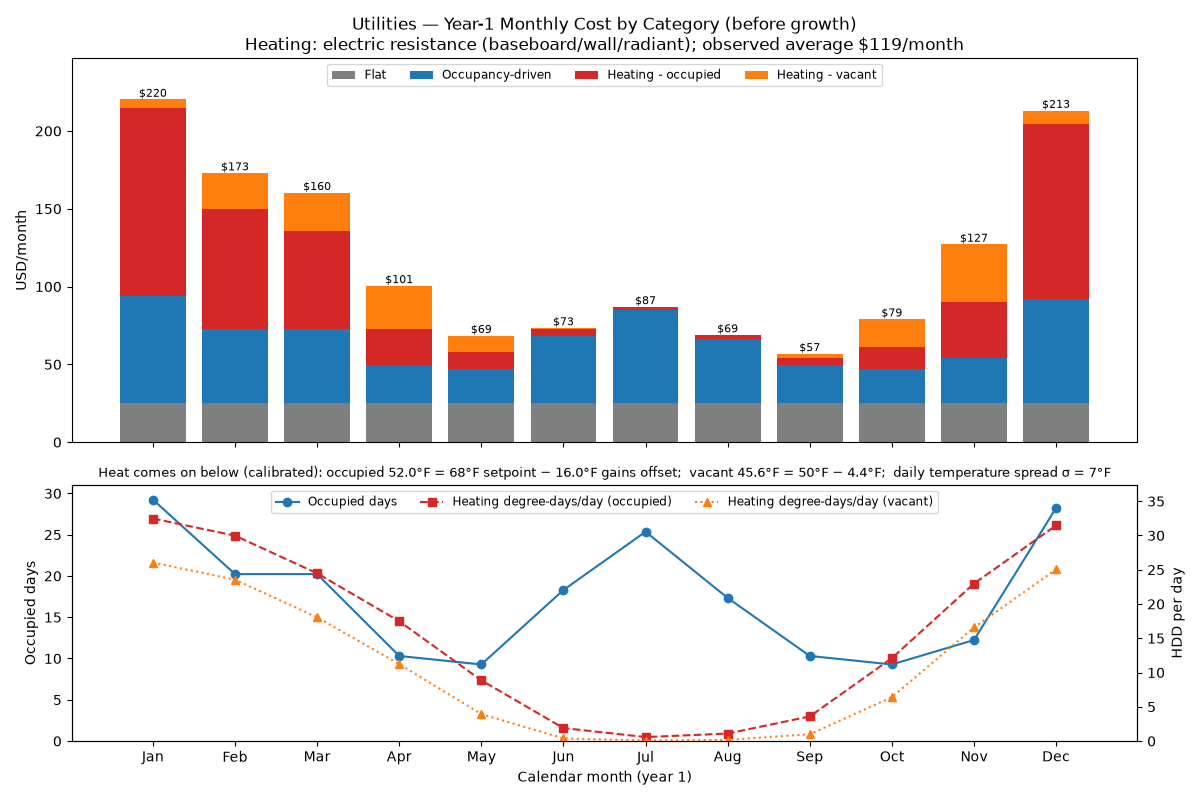 Utilities — Year-1 Monthly Cost by Category (before growth)
Heating: electric resistance (baseboard/wall/radiant); observed average $119/month
Flat
Occupancy-driven
Heating - occupied
Heating - vacant
USD/month
200
150
100
50
0
$220
$173
$160
$101
$69
$73
$87
$69
$57
$79
$127
$213
Heat comes on below (calibrated): occupied 52.0°F = 68°F setpoint − 16.0°F gains offset;  vacant 45.6°F = 50°F − 4.4°F;  daily temperature spread σ = 7°F
Occupied days
Heating degree-days/day (occupied)
Heating degree-days/day (vacant)
Occupied days
30
25
20
15
10
5
0
35
30
25
20
15
10
5
0
HDD per day
Jan
Feb
Mar
Apr
May
Jun
Jul
Aug
Sep
Oct
Nov
Dec
Calendar month (year 1)